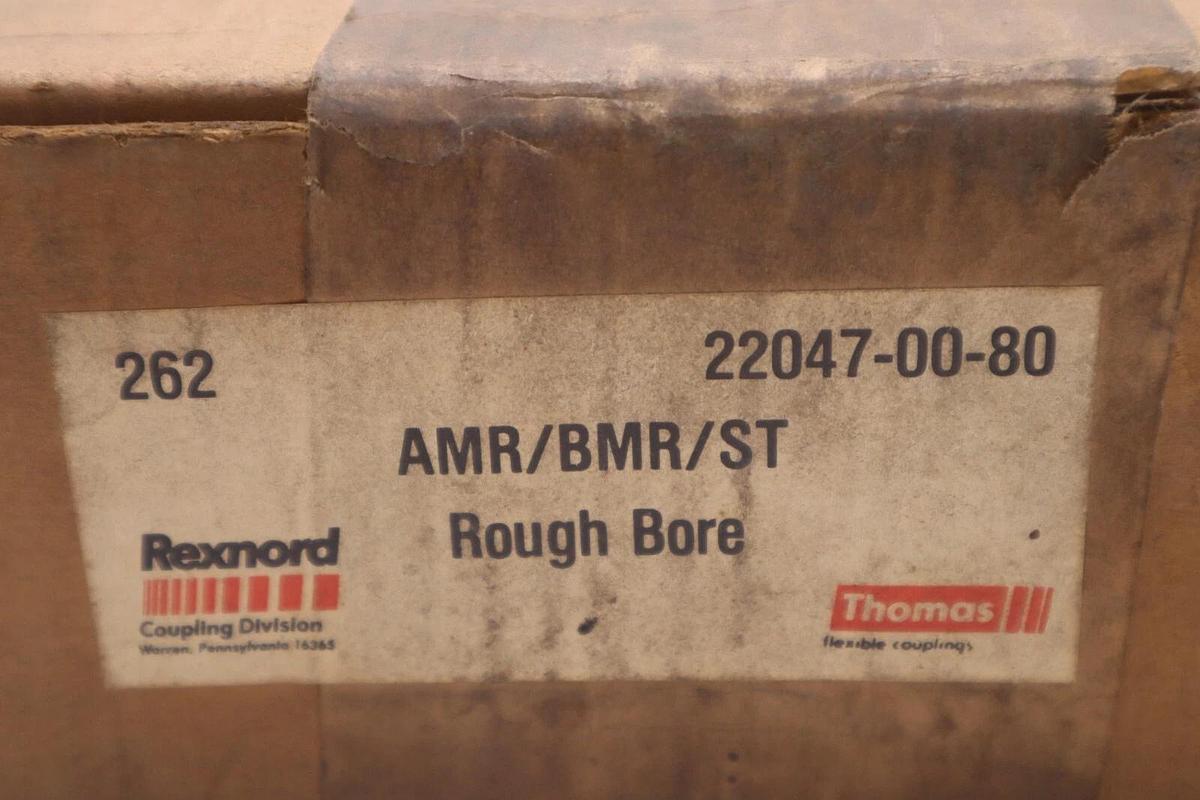 262 22047-00-80
AMR/BMR/ST
Rough Bore
Rexnord
Coupling Division
Warren, Pennsylvania 16365
Thomas
flexible couplings